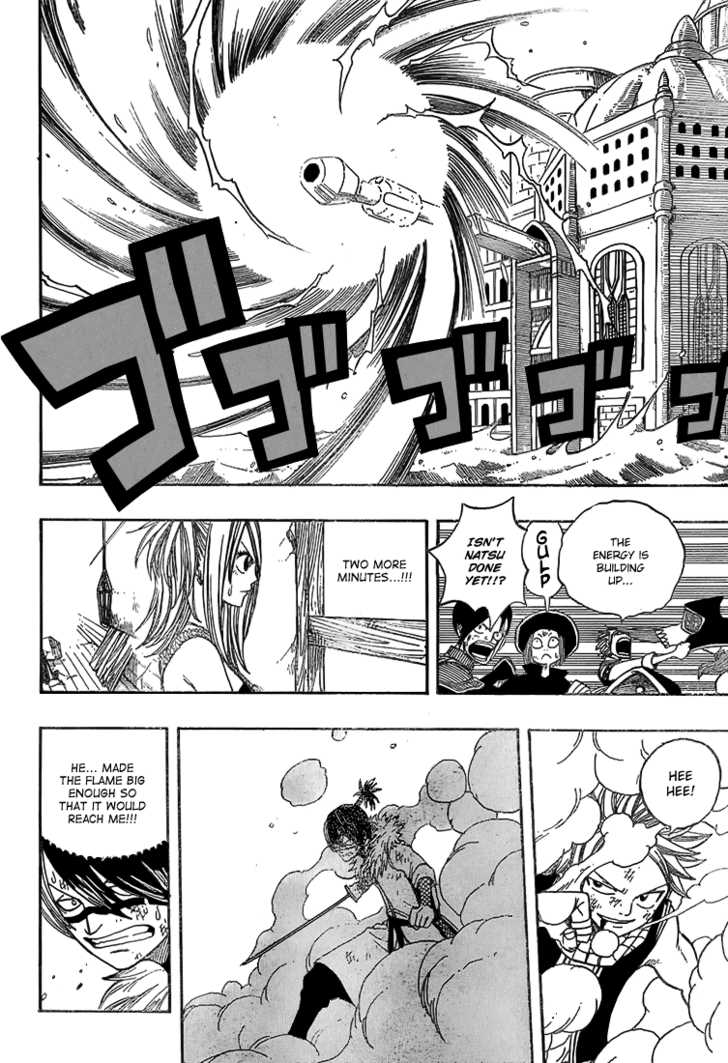 ゴゴゴゴゴ
THE
ENERGY IS
BUILDING
UP...
GULP
ISN'T
NATSU
DONE
YET!!?
TWO MORE
MINUTES...!!!
HEE
HEE!
HE... MADE
THE FLAME BIG
ENOUGH SO
THAT IT WOULD
REACH ME!!!